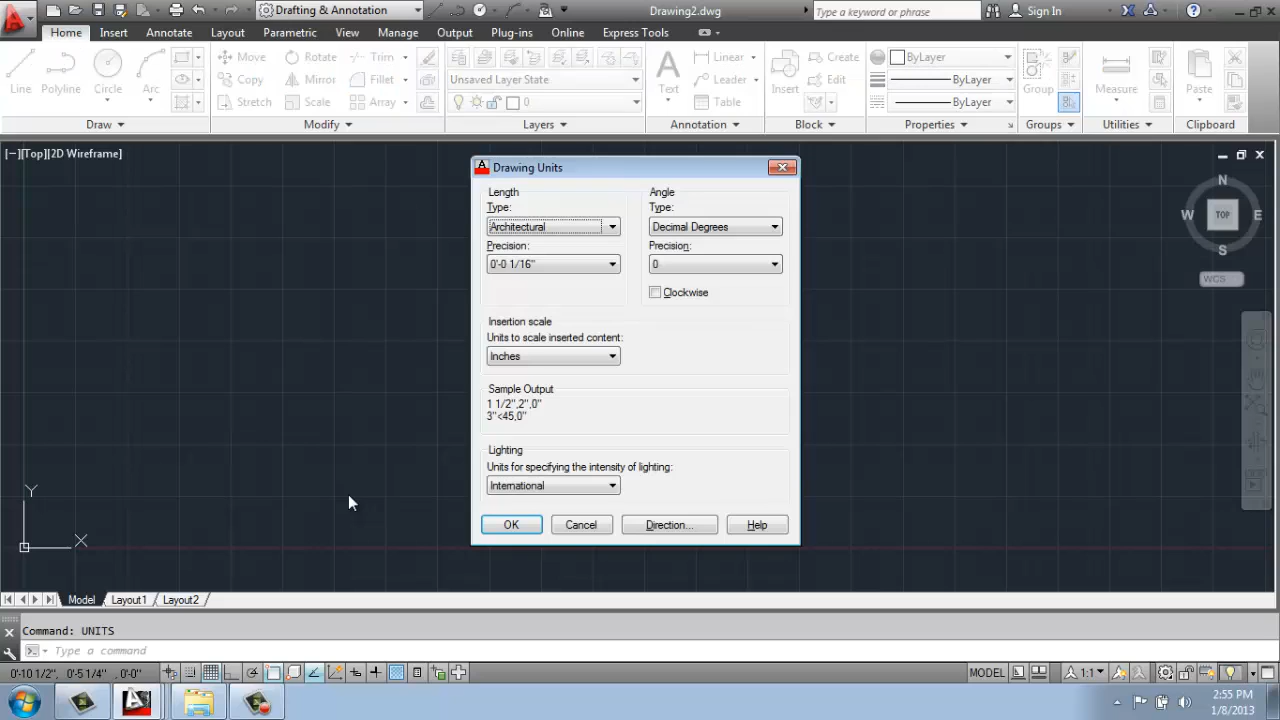 Drafting & Annotation
Drawing2.dwg
Type a keyword or phrase
Sign In
Home Insert Annotate Layout Parametric View Manage Output Plug-ins Online Express Tools
Line Polyline Circle Arc
Move Rotate Trim
Copy Mirror Fillet
Stretch Scale Array
Unsaved Layer State
0
Text
Linear
Leader
Table
Insert
Create
Edit
ByLayer
ByLayer
ByLayer
Group
Measure
Paste
Draw Modify Layers Annotation Block Properties Groups Utilities Clipboard
[−][Top][2D Wireframe]
N
W TOP E
S
WCS
Drawing Units
Length
Type:
Architectural
Precision:
0'-0 1/16"
Angle
Type:
Decimal Degrees
Precision:
0
Clockwise
Insertion scale
Units to scale inserted content:
Inches
Sample Output
1 1/2",2",0"
3"<45,0"
Lighting
Units for specifying the intensity of lighting:
International
OK Cancel Direction... Help
Y
X
Model Layout1 Layout2
Command: UNITS
Type a command
0'-10 1/2", 0'-5 1/4" , 0'-0"
MODEL
1:1
2:55 PM
1/8/2013